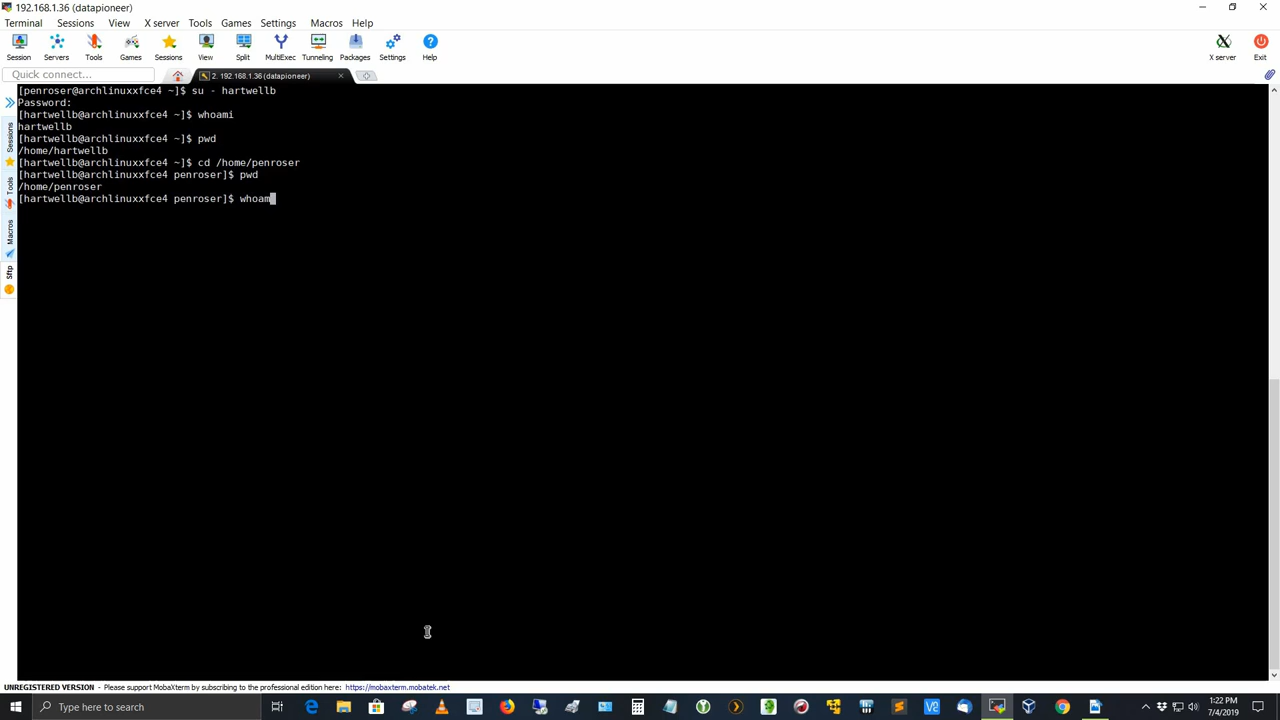 192.168.1.36 (datapioneer)
Terminal Sessions View X server Tools Games Settings Macros Help
Session Servers Tools Games Sessions View Split MultiExec Tunneling Packages Settings Help X server Exit
Quick connect...
2. 192.168.1.36 (datapioneer)
[penroser@archlinuxxfce4 ~]$ su - hartwellb
Password:
[hartwellb@archlinuxxfce4 ~]$ whoami
hartwellb
[hartwellb@archlinuxxfce4 ~]$ pwd
/home/hartwellb
[hartwellb@archlinuxxfce4 ~]$ cd /home/penroser
[hartwellb@archlinuxxfce4 penroser]$ pwd
/home/penroser
[hartwellb@archlinuxxfce4 penroser]$ whoam
Sessions
Tools
Macros
Sftp
UNREGISTERED VERSION - Please support MobaXterm by subscribing to the professional edition here: https://mobaxterm.mobatek.net
Type here to search
1:22 PM
7/4/2019